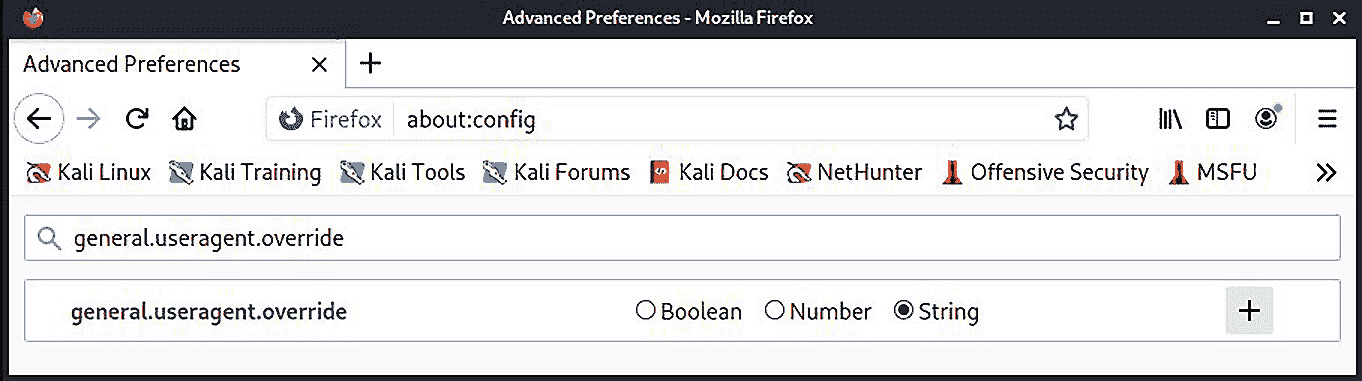 Advanced Preferences - Mozilla Firefox
Advanced Preferences
Firefox about:config
Kali Linux Kali Training Kali Tools Kali Forums Kali Docs NetHunter Offensive Security MSFU
general.useragent.override
general.useragent.override Boolean Number String